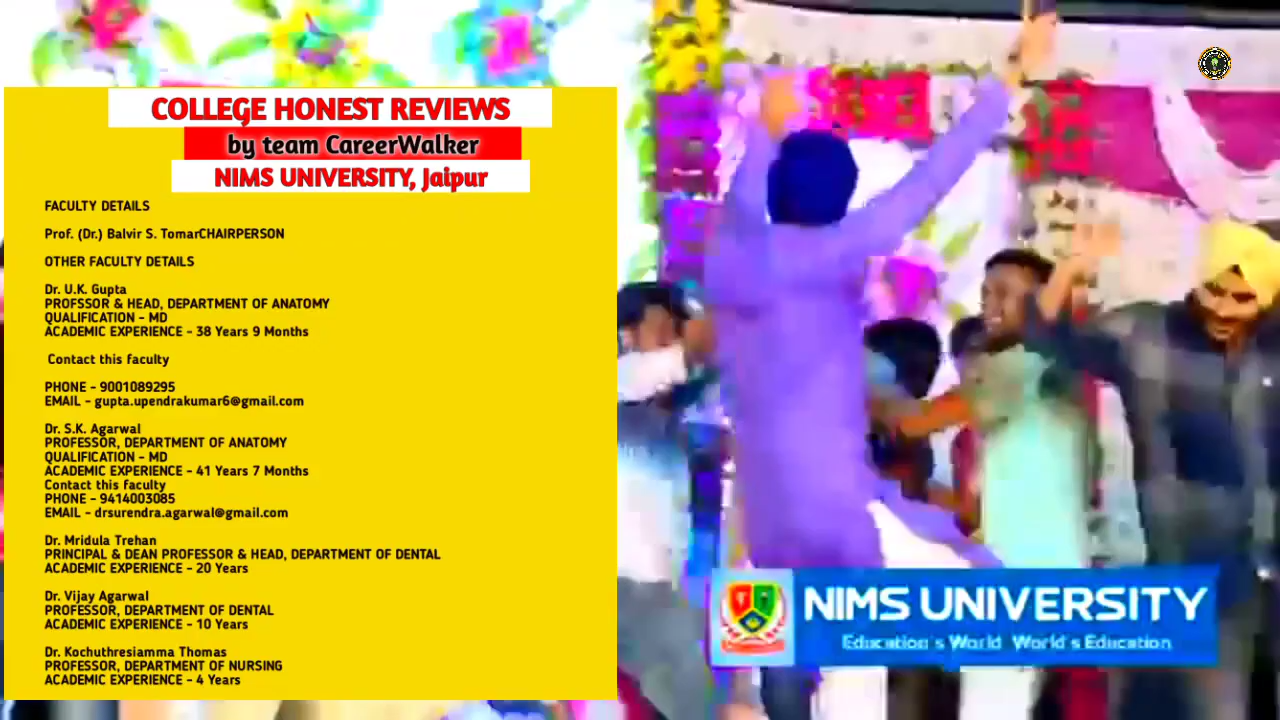 COLLEGE HONEST REVIEWS
by team CareerWalker
NIMS UNIVERSITY, Jaipur
FACULTY DETAILS
Prof. (Dr.) Balvir S. TomarCHAIRPERSON
OTHER FACULTY DETAILS
Dr. U.K. Gupta
PROFSSOR & HEAD, DEPARTMENT OF ANATOMY
QUALIFICATION - MD
ACADEMIC EXPERIENCE - 38 Years 9 Months
Contact this faculty
PHONE - 9001089295
EMAIL - gupta.upendrakumar6@gmail.com
Dr. S.K. Agarwal
PROFESSOR, DEPARTMENT OF ANATOMY
QUALIFICATION - MD
ACADEMIC EXPERIENCE - 41 Years 7 Months
Contact this faculty
PHONE - 9414003085
EMAIL - drsurendra.agarwal@gmail.com
Dr. Mridula Trehan
PRINCIPAL & DEAN PROFESSOR & HEAD, DEPARTMENT OF DENTAL
ACADEMIC EXPERIENCE - 20 Years
Dr. Vijay Agarwal
PROFESSOR, DEPARTMENT OF DENTAL
ACADEMIC EXPERIENCE - 10 Years
Dr. Kochuthresiamma Thomas
PROFESSOR, DEPARTMENT OF NURSING
ACADEMIC EXPERIENCE - 4 Years
NIMS UNIVERSITY
Education's World World's Education